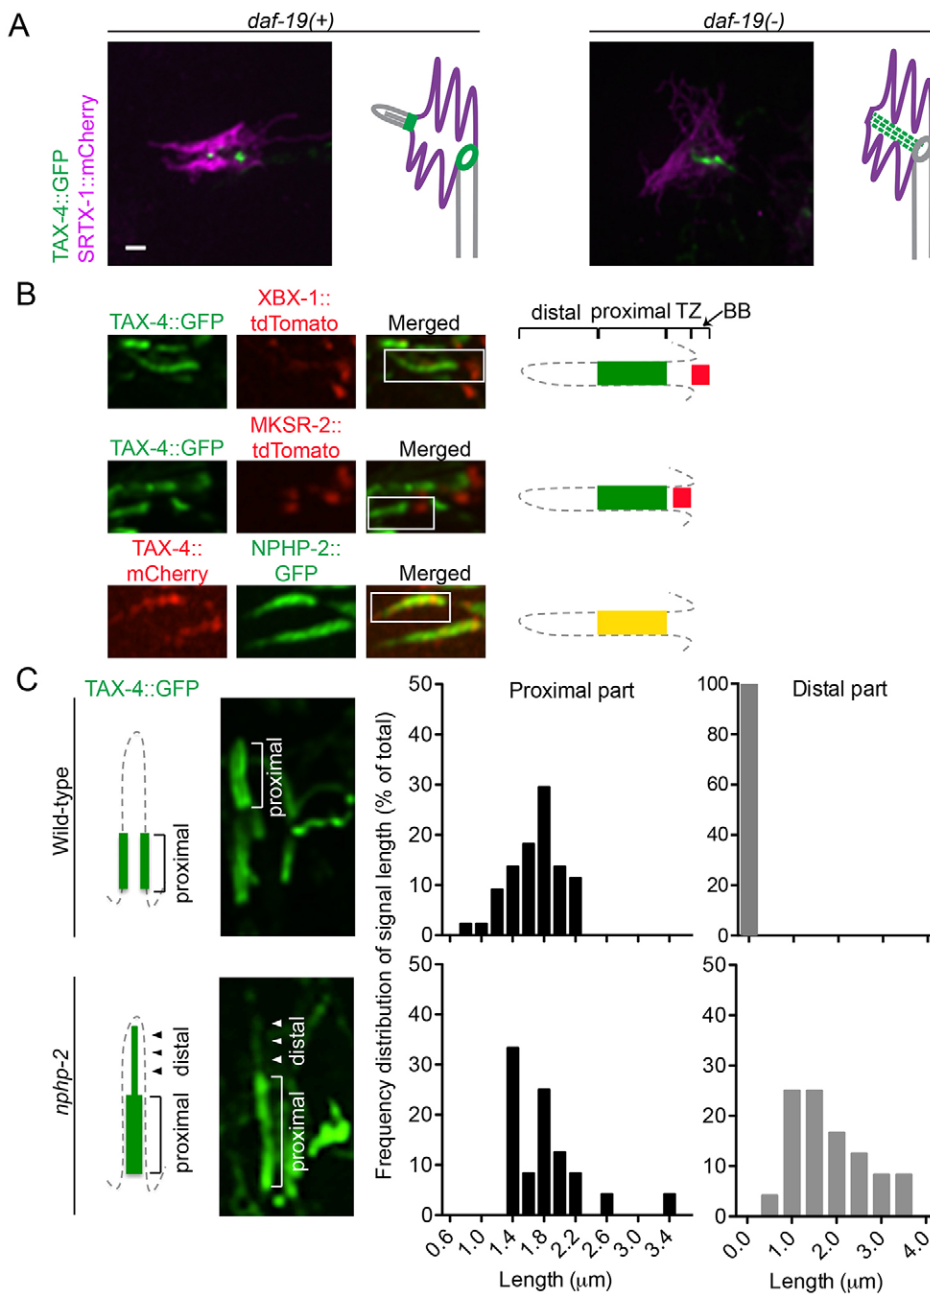 A
daf-19(+)
daf-19(-)
TAX-4::GFP
SRTX-1::mCherry
B
TAX-4::GFP
XBX-1::
tdTomato
Merged
distal
proximal
TZ
BB
TAX-4::GFP
MKSR-2::
tdTomato
Merged
TAX-4::
mCherry
NPHP-2::
GFP
Merged
C
TAX-4::GFP
Wild-type
proximal
proximal
nphp-2
distal
proximal
distal
proximal
Frequency distribution of signal length (% of total)
Proximal part
50
40
30
20
10
0
Distal part
100
80
60
40
20
0
50
40
30
20
10
0
0.6
1.0
1.4
1.8
2.2
2.6
3.0
3.4
Length (μm)
50
40
30
20
10
0
0.0
1.0
2.0
3.0
4.0
Length (μm)